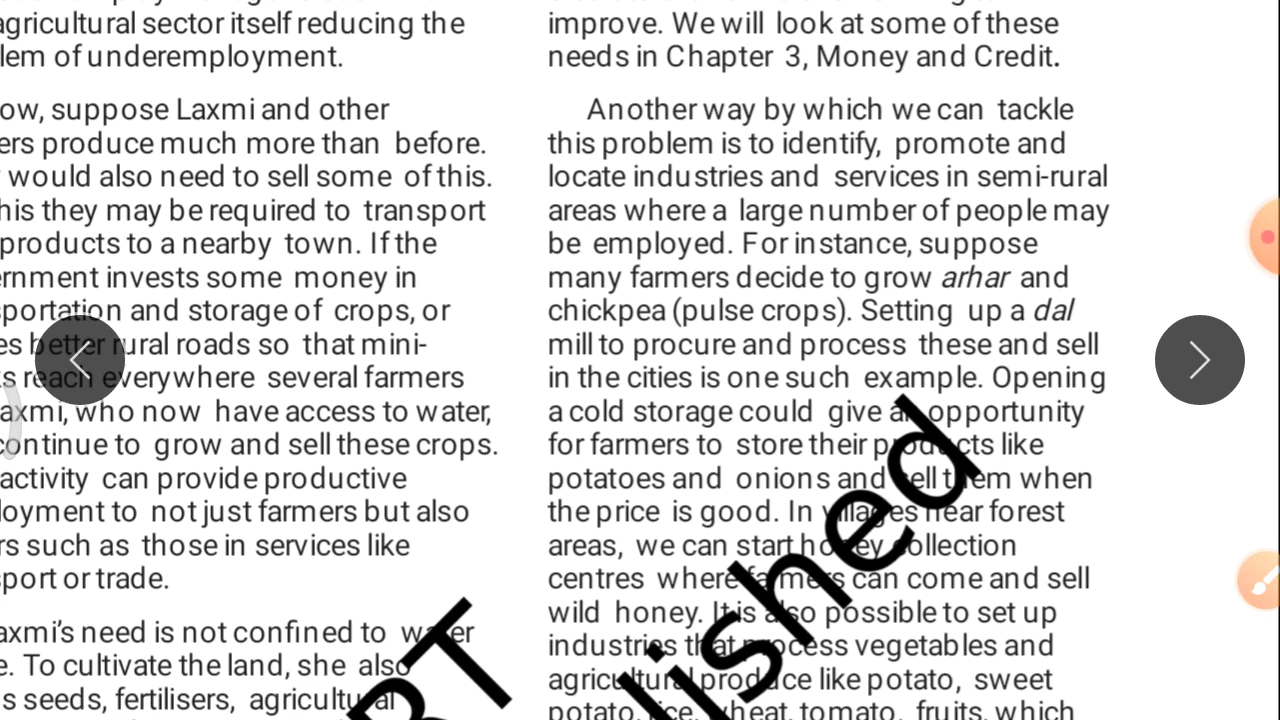 agricultural sector itself reducing the
of underemployment.
suppose Laxmi and other
produce much more than before.
would also need to sell some of this.
they may be required to transport
products to a nearby town. If the
invests some money in
and storage of crops, or
better rural roads so that mini-
reach everywhere several farmers
who now have access to water,
continue to grow and sell these crops.
activity can provide productive
to not just farmers but also
such as those in services like
or trade.
need is not confined to water
To cultivate the land, she also
seeds, fertilisers, agricultural
improve. We will look at some of these
needs in Chapter 3, Money and Credit.
Another way by which we can tackle
this problem is to identify, promote and
locate industries and services in semi-rural
areas where a large number of people may
be employed. For instance, suppose
many farmers decide to grow arhar and
chickpea (pulse crops). Setting up a dal
mill to procure and process these and sell
in the cities is one such example. Opening
a cold storage could give an opportunity
for farmers to store their products like
potatoes and onions and sell them when
the price is good. In villages near forest
areas, we can start honey collection
centres where farmers can come and sell
wild honey. It is also possible to set up
industries that process vegetables and
agricultural produce like potato, sweet
potato, rice, wheat, tomato, fruits, which